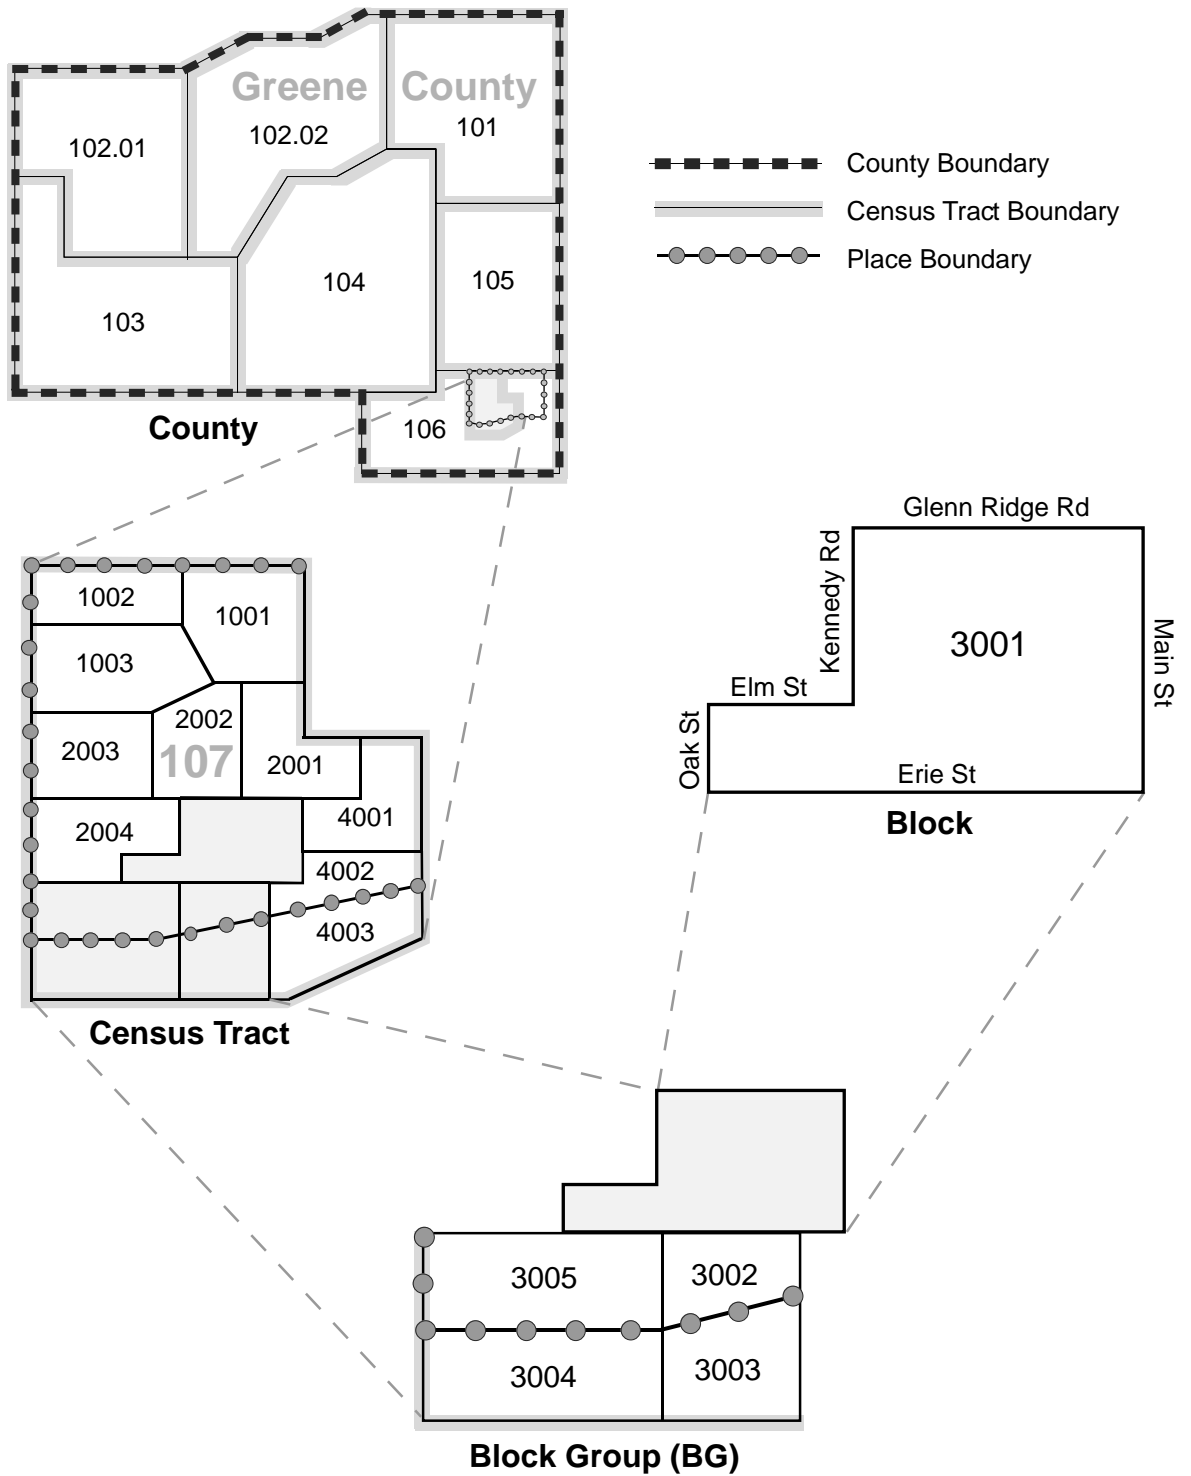 Greene County
102.01
102.02
101
County Boundary
Census Tract Boundary
Place Boundary
103
104
105
106
County
1002
1001
1003
2002
2003
107
2001
2004
4001
4002
4003
Census Tract
Glenn Ridge Rd
Kennedy Rd
3001
Main St
Elm St
Oak St
Erie St
Block
3005
3002
3004
3003
Block Group (BG)